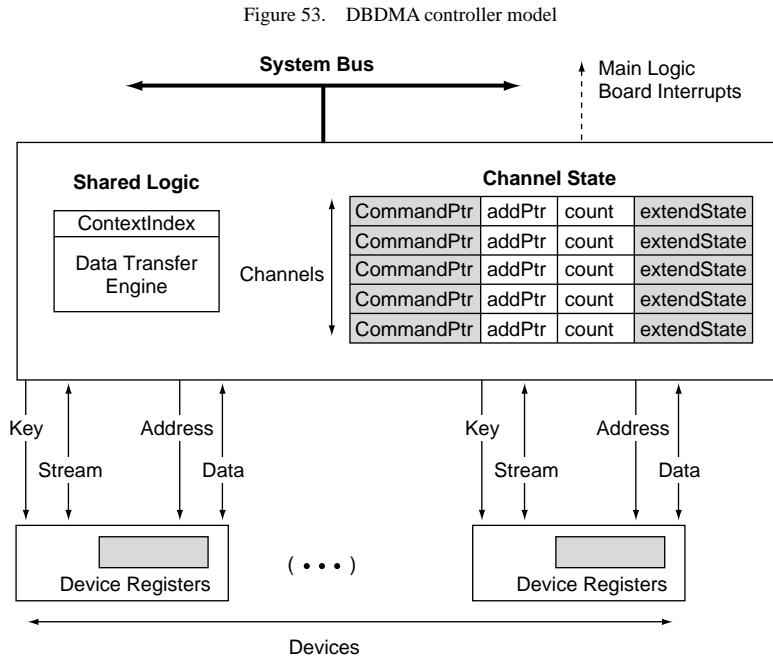 Figure 53. DBDMA controller model
System Bus
Main Logic
Board Interrupts
Shared Logic
ContextIndex
Data Transfer
Engine
Channels
Channel State
CommandPtr addPtr count extendState
CommandPtr addPtr count extendState
CommandPtr addPtr count extendState
CommandPtr addPtr count extendState
CommandPtr addPtr count extendState
Key Address Key Address
Stream Data Stream Data
Device Registers
(•••)
Device Registers
Devices